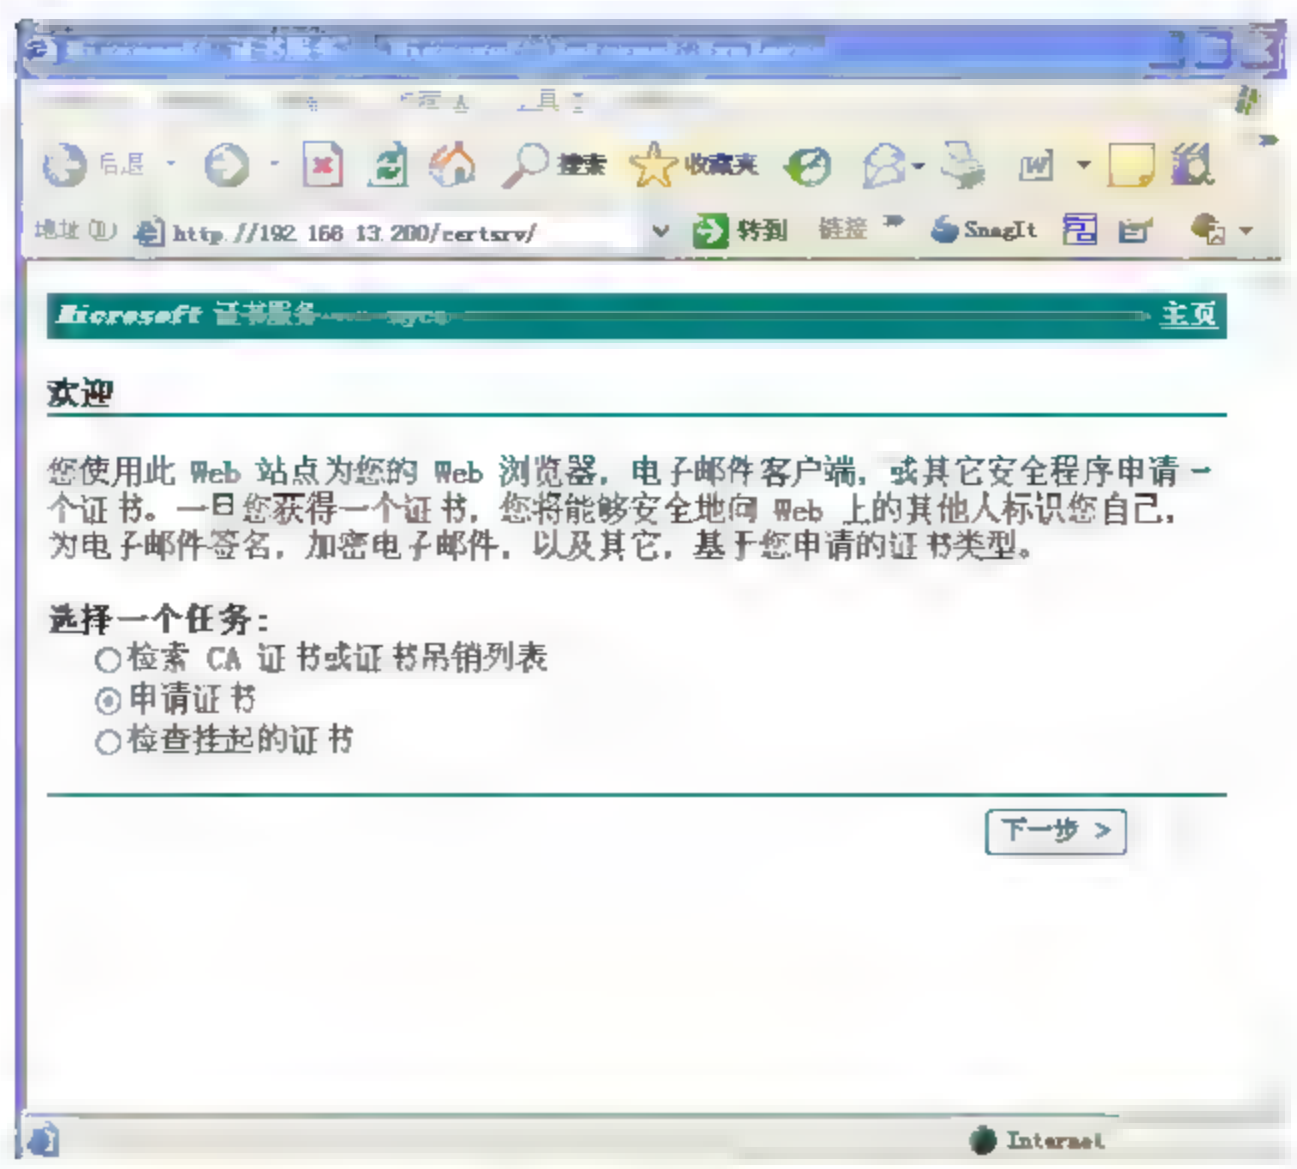 后退
搜索 收藏夹
地址(D) http://192.168.13.200/certsrv/ 转到 链接 SnagIt
Microsoft 证书服务 主页
欢迎
您使用此 Web 站点为您的 Web 浏览器，电子邮件客户端，或其它安全程序申请一
个证书。一旦您获得一个证书，您将能够安全地向 Web 上的其他人标识您自己，
为电子邮件签名，加密电子邮件，以及其它，基于您申请的证书类型。
选择一个任务：
检索 CA 证书或证书吊销列表
申请证书
检查挂起的证书
下一步 >
Internet